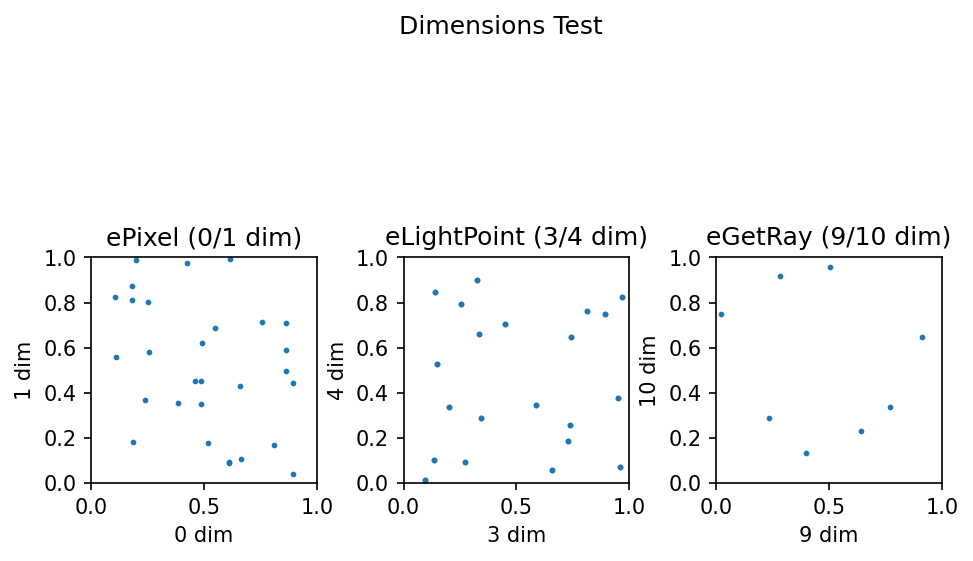 Dimensions Test
ePixel (0/1 dim)
1.0
0.8
0.6
0.4
0.2
0.0
1 dim
0.0 0.5 1.0
0 dim
eLightPoint (3/4 dim)
1.0
0.8
0.6
0.4
0.2
0.0
4 dim
0.0 0.5 1.0
3 dim
eGetRay (9/10 dim)
1.0
0.8
0.6
0.4
0.2
0.0
10 dim
0.0 0.5 1.0
9 dim